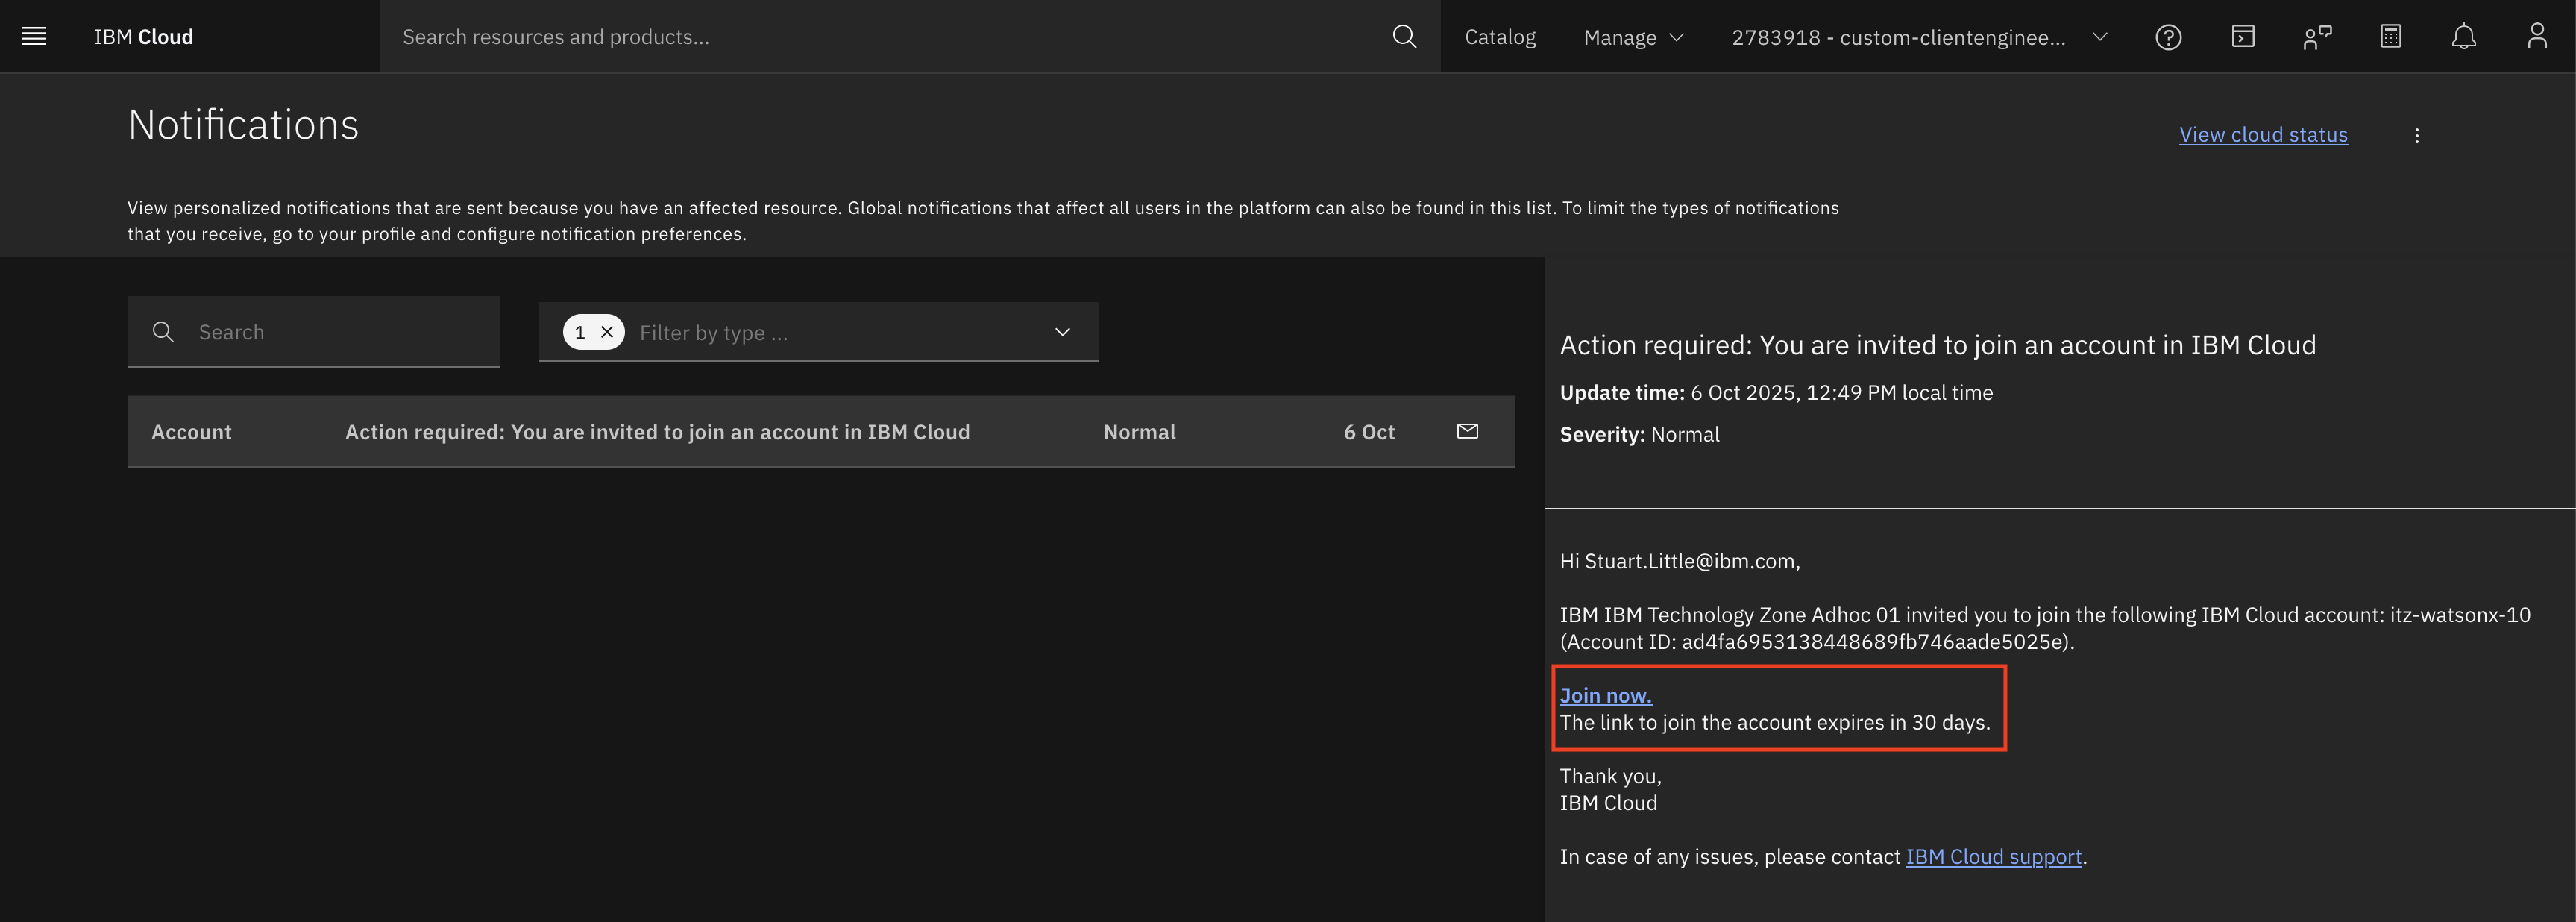 IBM Cloud
Search resources and products...
Catalog
Manage
2783918 - custom-clientenginee...
Notifications
View cloud status
View personalized notifications that are sent because you have an affected resource. Global notifications that affect all users in the platform can also be found in this list. To limit the types of notifications
that you receive, go to your profile and configure notification preferences.
Search
1
Filter by type ...
Account
Action required: You are invited to join an account in IBM Cloud
Normal
6 Oct
Action required: You are invited to join an account in IBM Cloud
Update time: 6 Oct 2025, 12:49 PM local time
Severity: Normal
Hi Stuart.Little@ibm.com,
IBM IBM Technology Zone Adhoc 01 invited you to join the following IBM Cloud account: itz-watsonx-10
(Account ID: ad4fa6953138448689fb746aade5025e).
Join now.
The link to join the account expires in 30 days.
Thank you,
IBM Cloud
In case of any issues, please contact IBM Cloud support.